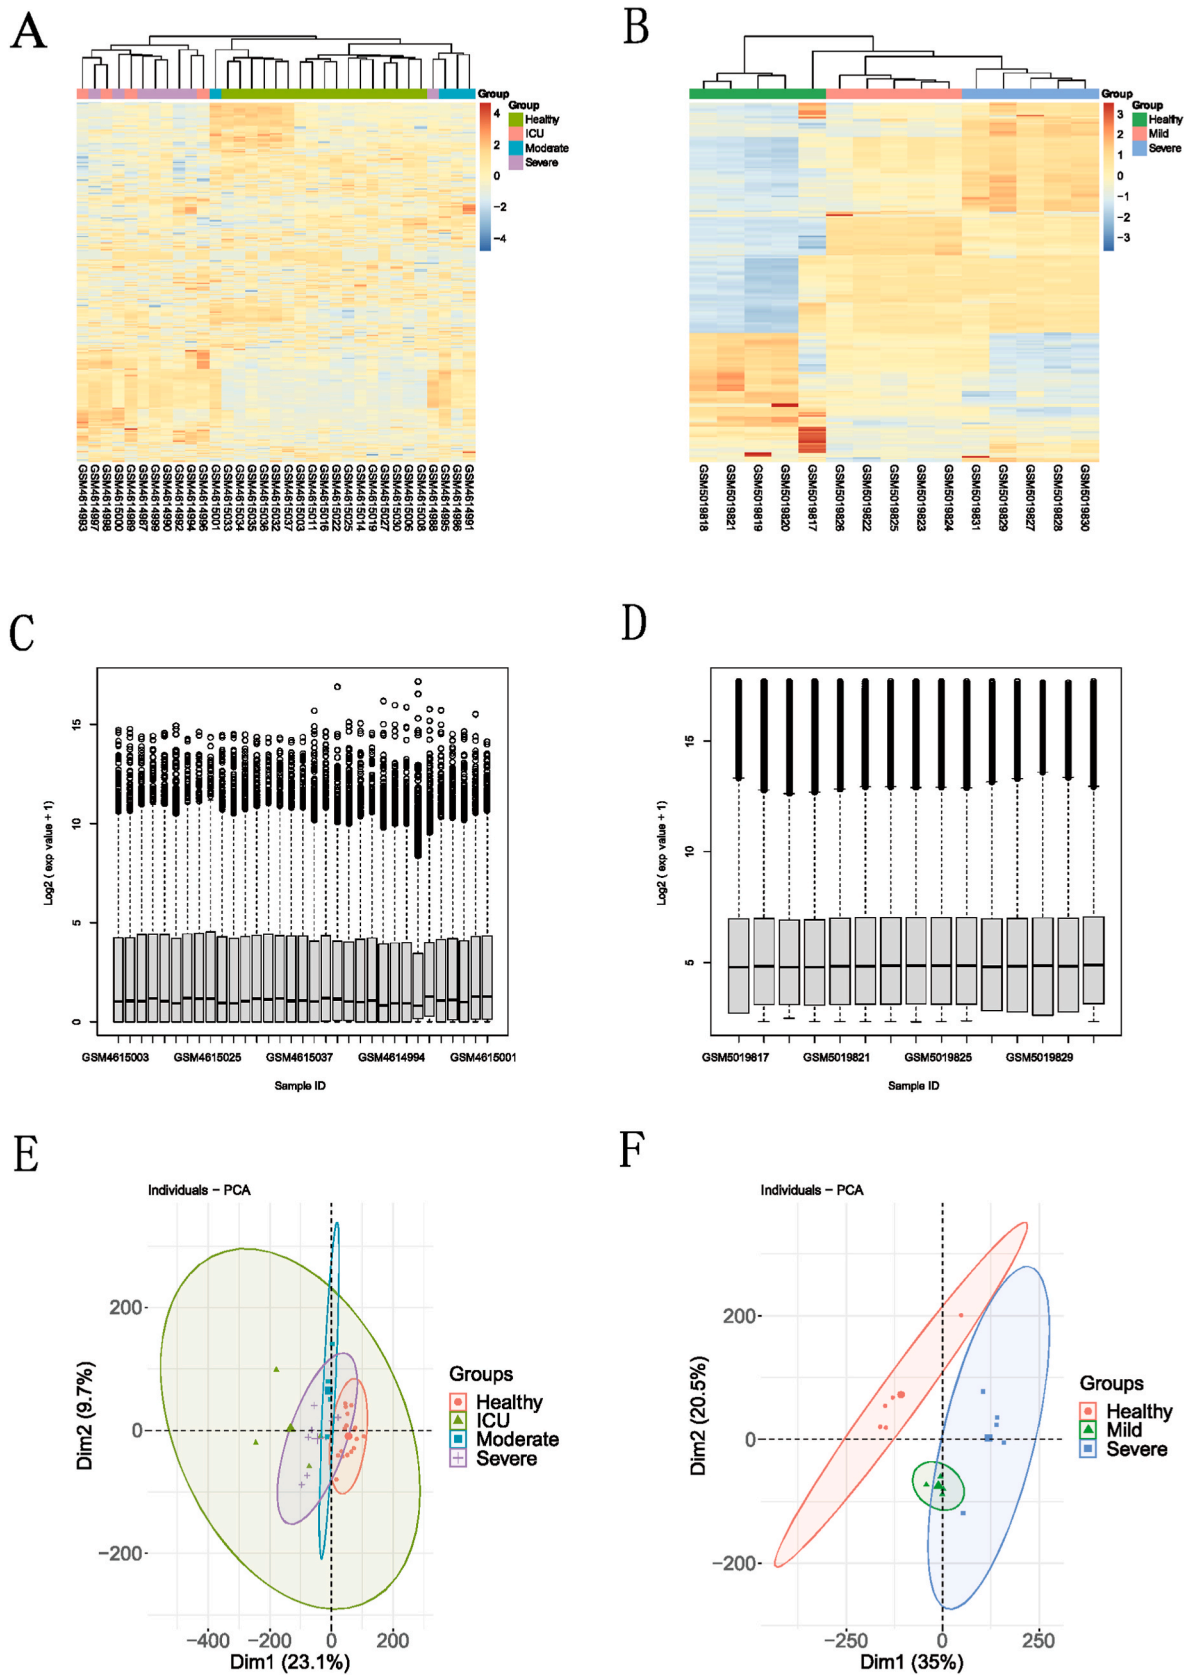 A
Group
4
2
0
−2
−4
Group
Healthy
ICU
Moderate
Severe
GSM4614993
GSM4614997
GSM4614998
GSM4615000
GSM4614989
GSM4614987
GSM4614999
GSM4614990
GSM4614992
GSM4614994
GSM4614996
GSM4615001
GSM4615033
GSM4615034
GSM4615035
GSM4615036
GSM4615032
GSM4615037
GSM4615003
GSM4615011
GSM4615016
GSM4615022
GSM4615025
GSM4615014
GSM4615019
GSM4615027
GSM4615030
GSM4615006
GSM4615008
GSM4614988
GSM4614995
GSM4614986
GSM4614991
B
Group
3
2
1
0
−1
−2
−3
Group
Healthy
Mild
Severe
GSM5019818
GSM5019821
GSM5019819
GSM5019820
GSM5019817
GSM5019826
GSM5019822
GSM5019825
GSM5019823
GSM5019824
GSM5019831
GSM5019829
GSM5019827
GSM5019828
GSM5019830
C
Log2 ( exp value + 1)
15
10
5
0
GSM4615003
GSM4615025
GSM4615037
GSM4614994
GSM4615001
Sample ID
D
Log2 ( exp value + 1)
15
10
5
GSM5019817
GSM5019821
GSM5019825
GSM5019829
Sample ID
E
Individuals − PCA
Dim2 (9.7%)
200
0
−200
−400
−200
0
200
Dim1 (23.1%)
Groups
Healthy
ICU
Moderate
Severe
F
Individuals − PCA
Dim2 (20.5%)
200
0
−200
−250
0
250
Dim1 (35%)
Groups
Healthy
Mild
Severe